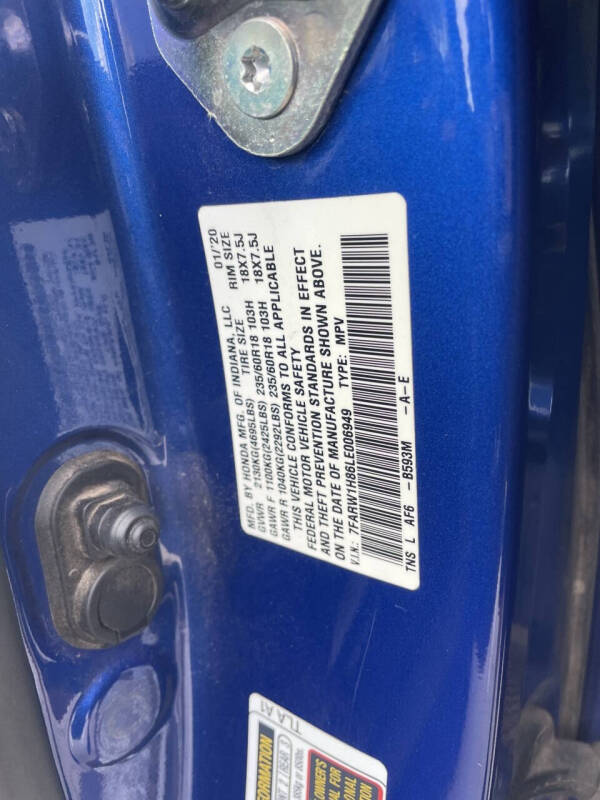 MFD. BY HONDA MFG. OF INDIANA, LLC 01/'20
GVWR 2130KG(4695LBS) TIRE SIZE RIM SIZE
GAWR F 1100KG(2425LBS) 235/60R18 103H 18X7.5J
GAWR R 1040KG(2292LBS) 235/60R18 103H 18X7.5J
THIS VEHICLE CONFORMS TO ALL APPLICABLE
FEDERAL MOTOR VEHICLE SAFETY
AND THEFT PREVENTION STANDARDS IN EFFECT
ON THE DATE OF MANUFACTURE SHOWN ABOVE.
V.I.N.: 7FARW1H86LE006949 TYPE: MPV
TNS L AF6 -B593M -A-E
TLA A1